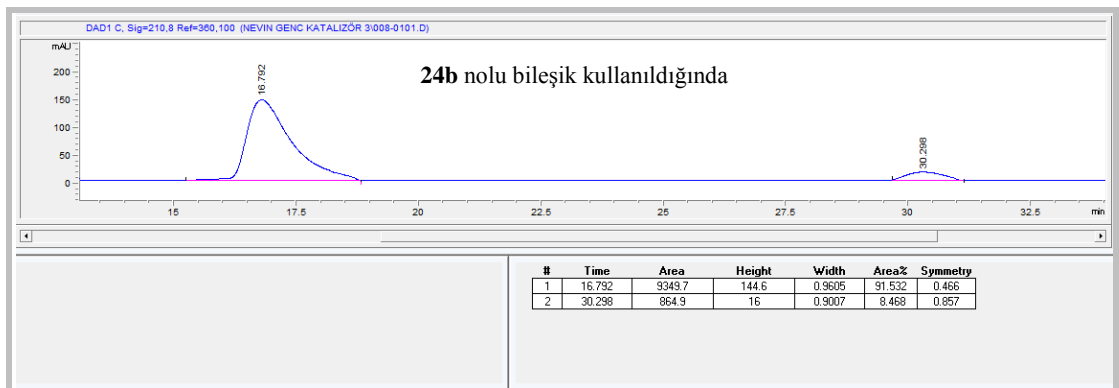 DAD1 C, Sig=210,8 Ref=360,100 (NEVIN GENC KATALIZÖR 3\008-0101.D)
mAU
24b nolu bileşik kullanıldığında
16.792
30.298
200
150
100
50
0
15 17.5 20 22.5 25 27.5 30 32.5 min
# Time Area Height Width Area% Symmetry
1 16.792 9349.7 144.6 0.9605 91.532 0.466
2 30.298 864.9 16 0.9007 8.468 0.857